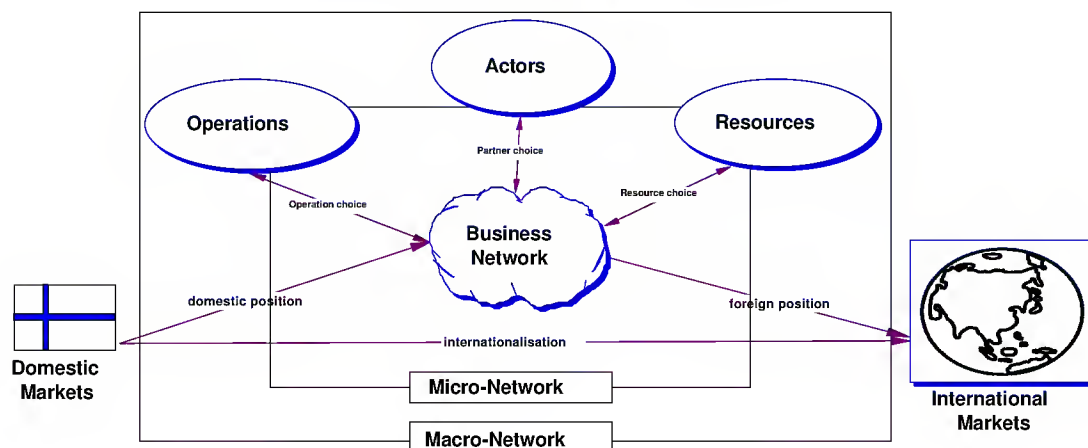 Actors
Operations
Resources
Partner choice
Operation choice
Resource choice
Business
Network
domestic position
foreign position
internationalisation
Domestic
Markets
Micro-Network
International
Markets
Macro-Network